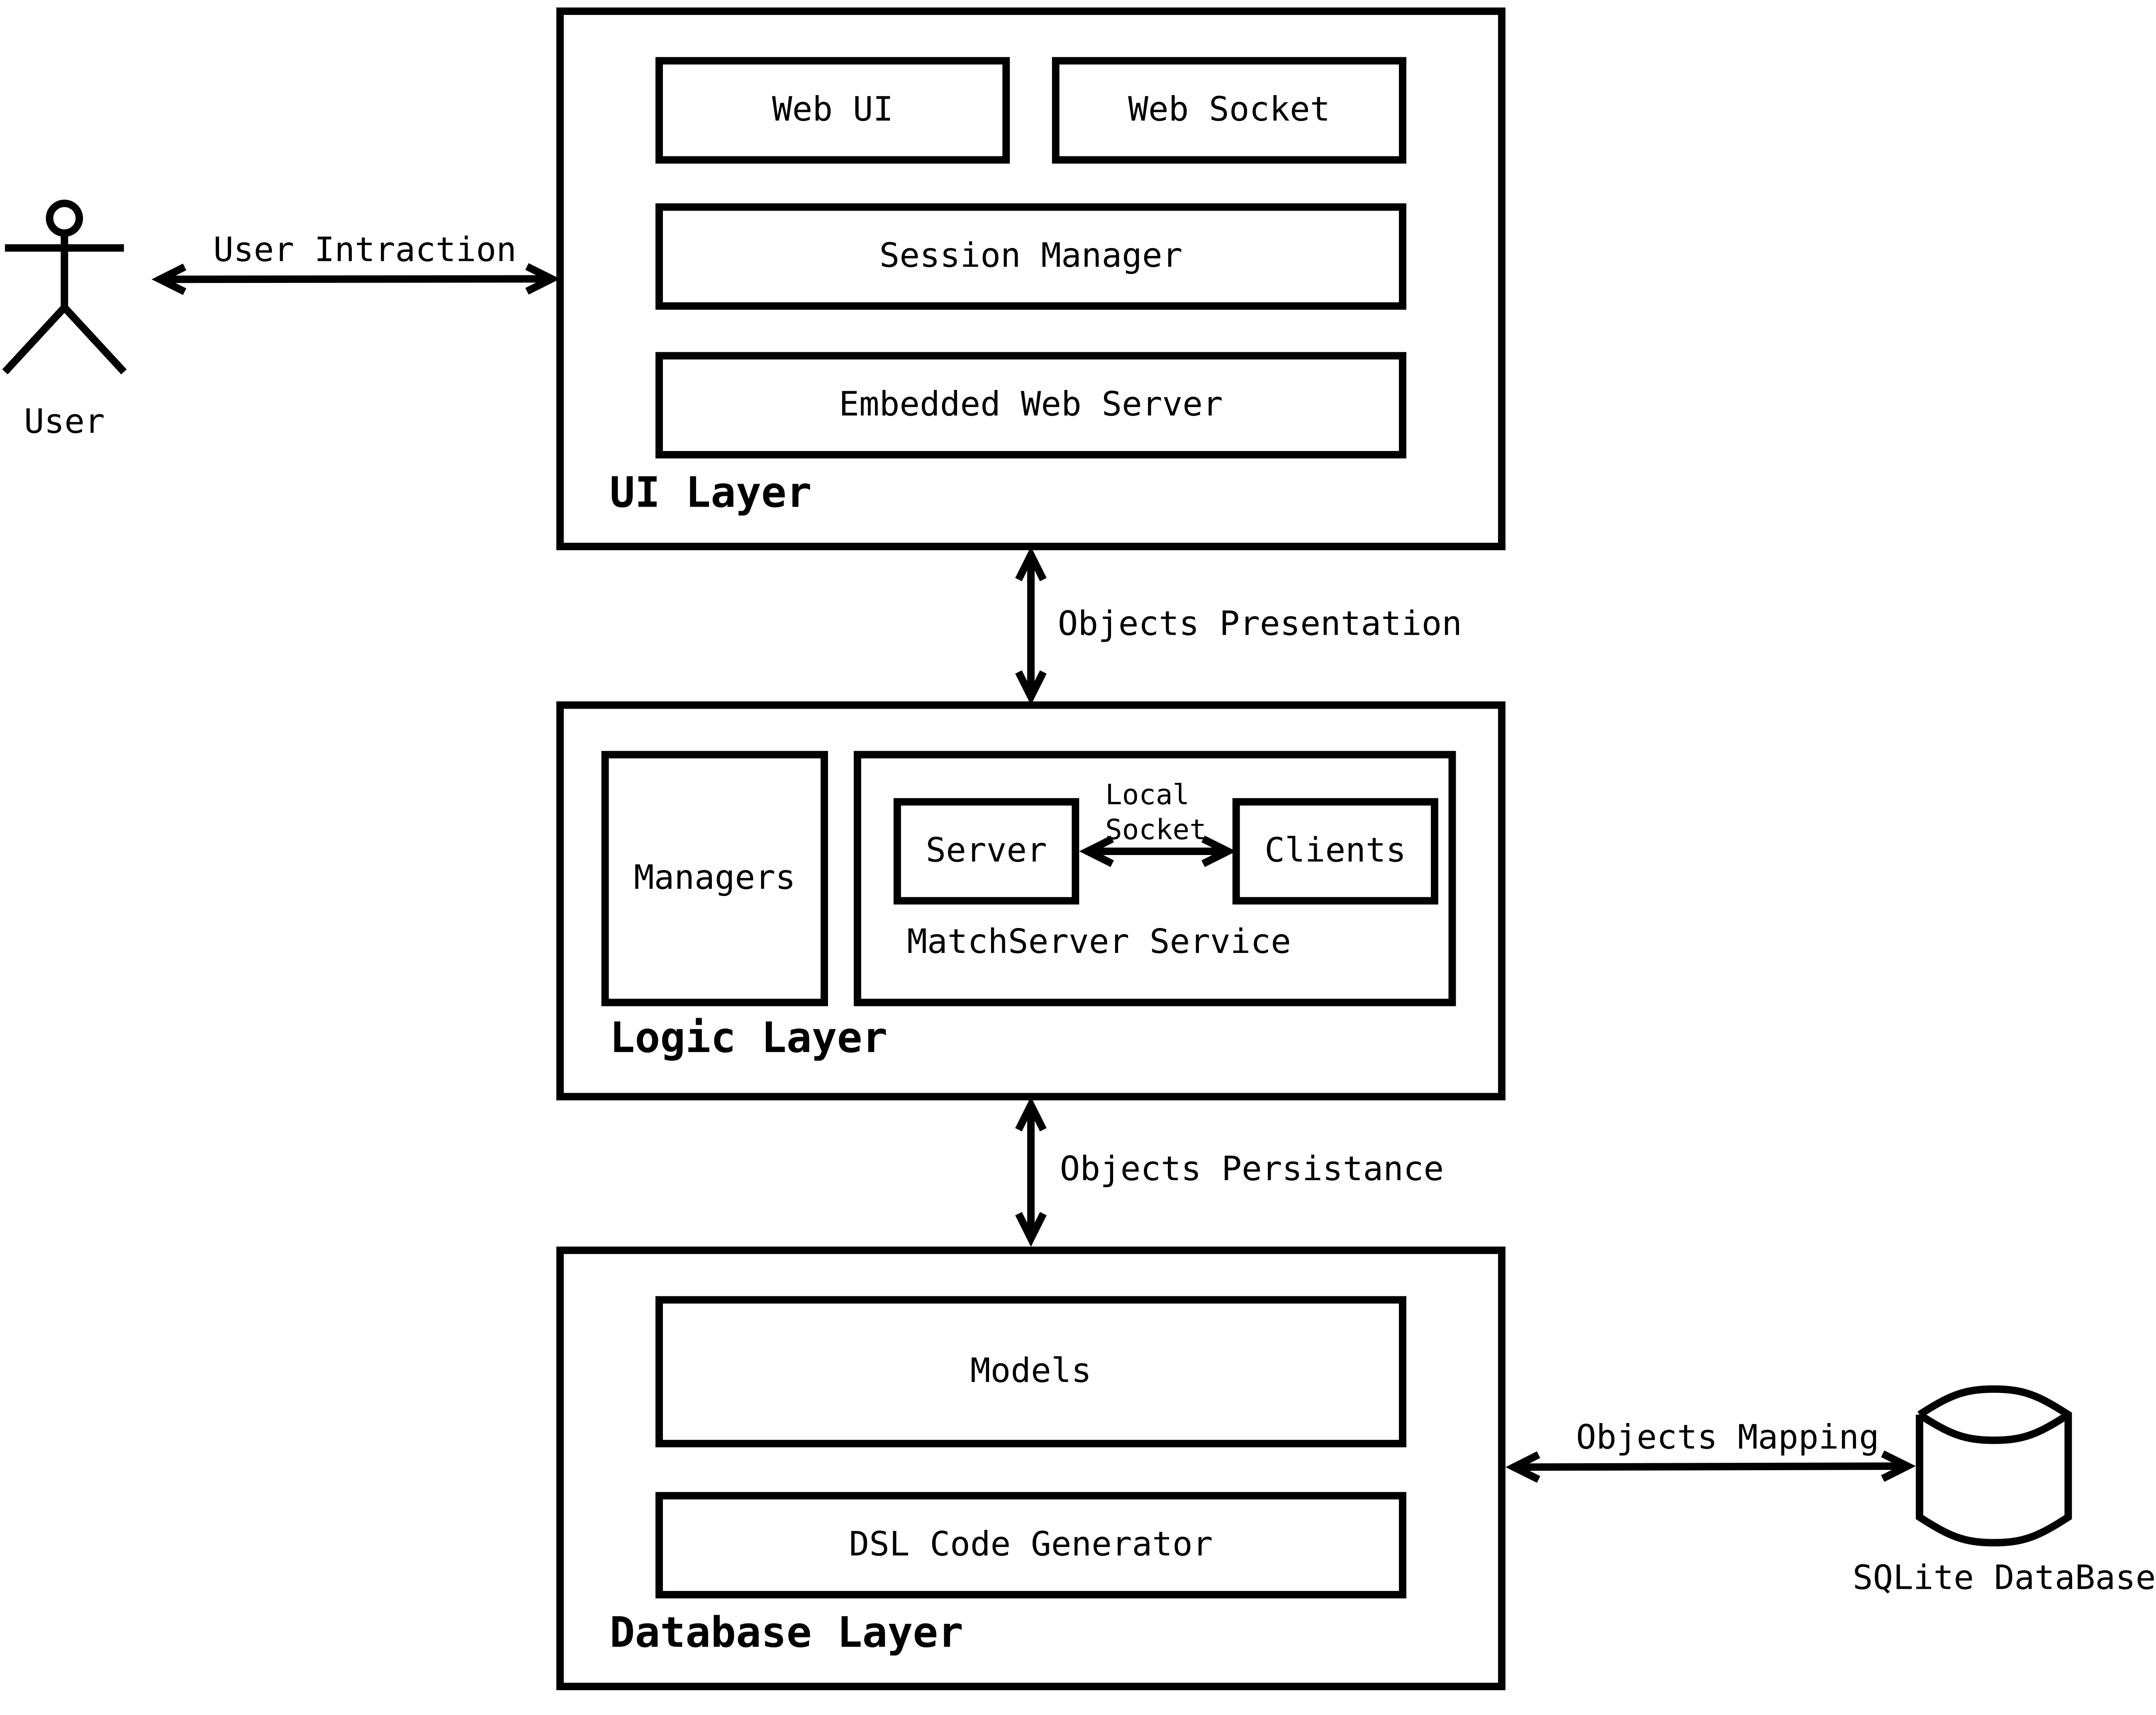 Web UI
Web Socket
User Intraction
Session Manager
User
Embedded Web Server
UI Layer
Objects Presentation
Managers
Local
Socket
Server
Clients
MatchServer Service
Logic Layer
Objects Persistance
Models
Objects Mapping
DSL Code Generator
SQLite DataBase
Database Layer